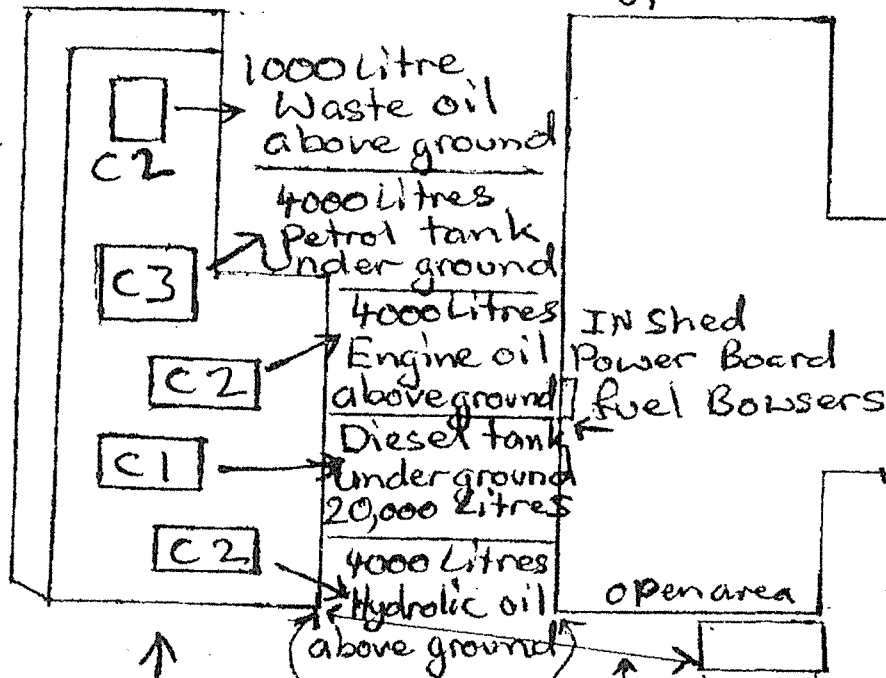 1000 Litre
Waste oil
above ground
C2
4000 Litres
Petrol tank
Under ground
C3
4000 Litres
Engine oil
above ground
C2
IN Shed
Power Board
fuel Bowsers
Diesel tank
Under ground
20,000 Litres
C1
4000 Litres
Hydrolic oil
(above ground)
C2
open area